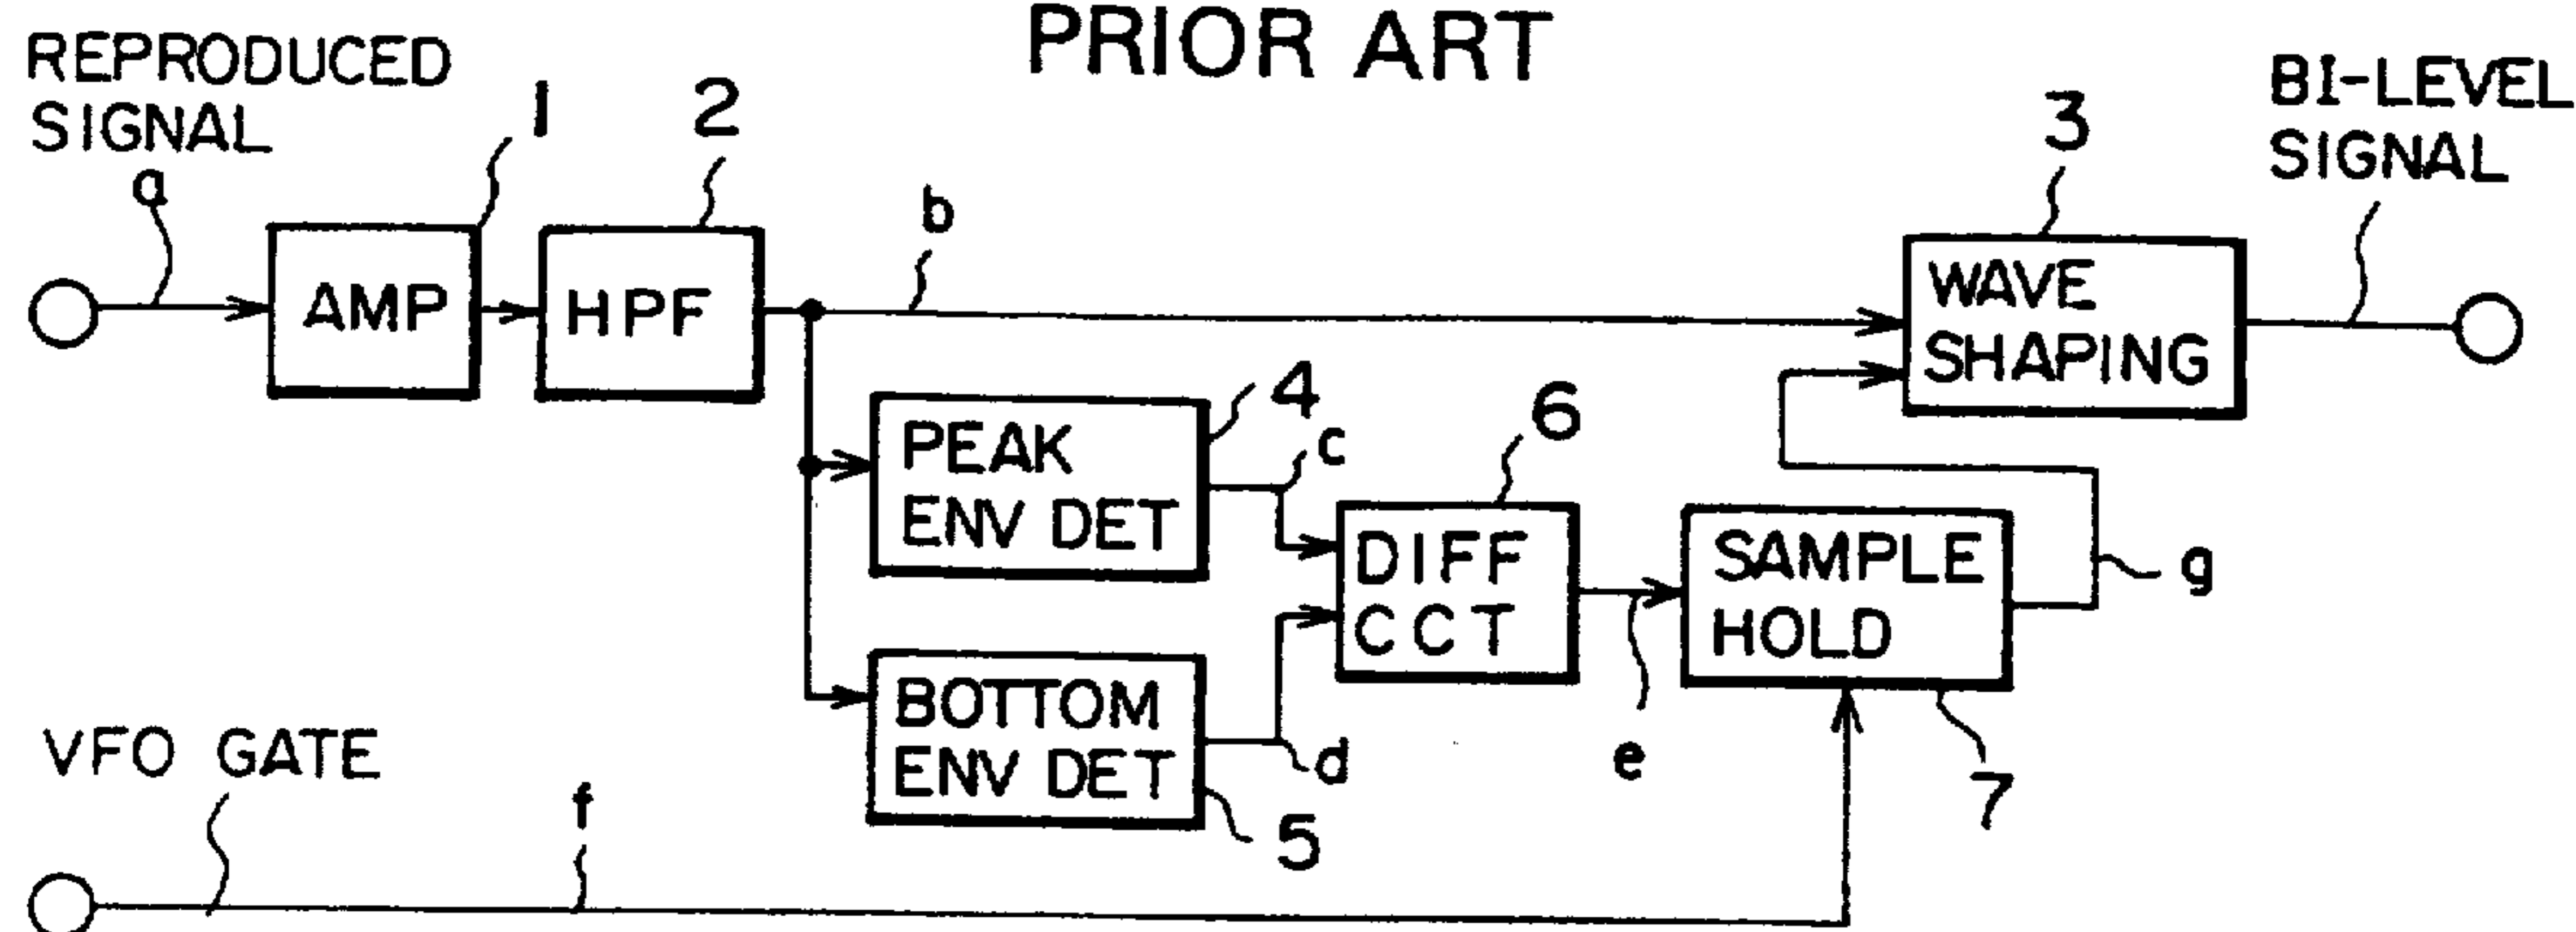 PRIOR ART
REPRODUCED
SIGNAL
a
1
2
b
3
BI-LEVEL
SIGNAL
AMP
HPF
WAVE
SHAPING
4
c
PEAK
ENV DET
6
DIFF
CCT
SAMPLE
HOLD
g
BOTTOM
ENV DET
d
e
7
5
VFO GATE
f